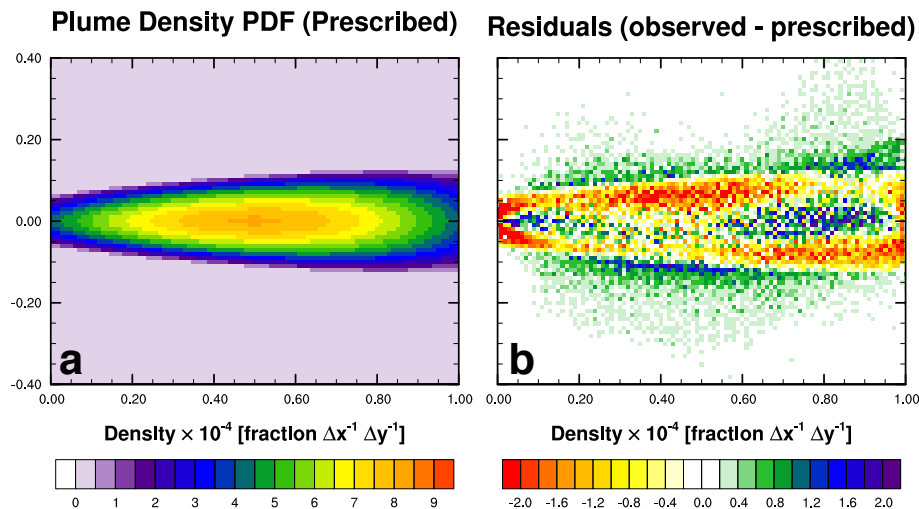 Plume Density PDF (Prescribed)
Residuals (observed - prescribed)
0.40
0.20
0.00
-0.20
-0.40
a
b
0.00 0.20 0.40 0.60 0.80 1.00
0.00 0.20 0.40 0.60 0.80 1.00
Density × 10⁻⁴ [fraction Δx⁻¹ Δy⁻¹]
Density × 10⁻⁴ [fraction Δx⁻¹ Δy⁻¹]
0 1 2 3 4 5 6 7 8 9
-2.0 -1.6 -1.2 -0.8 -0.4 0.0 0.4 0.8 1.2 1.6 2.0